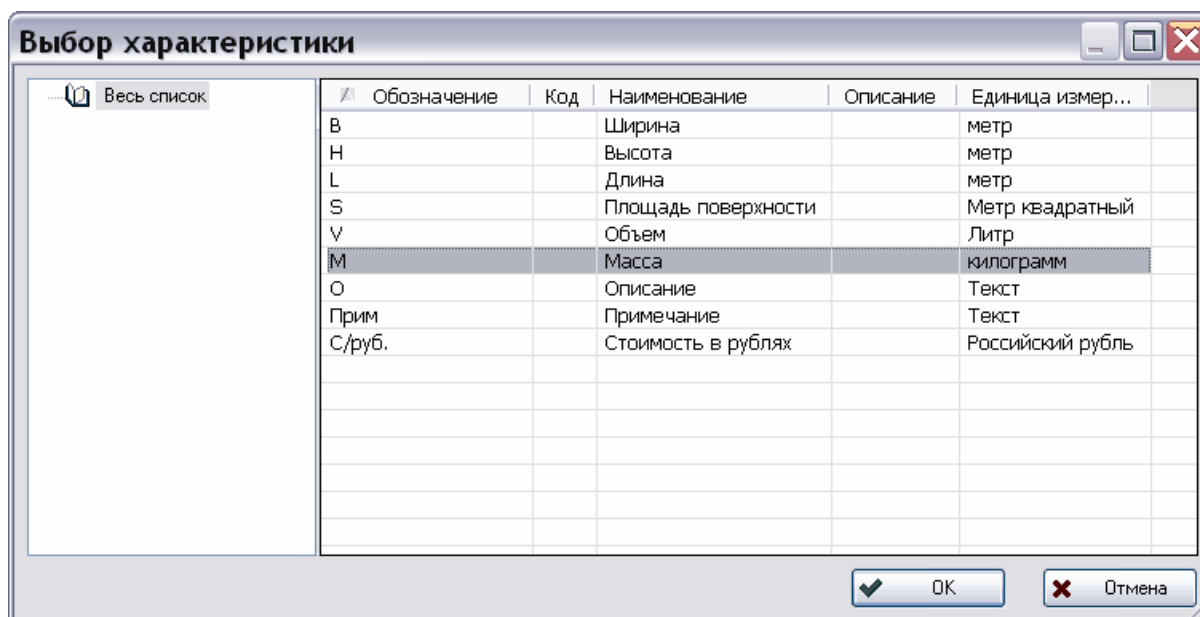 Выбор характеристики
Весь список
Обозначение Код Наименование Описание Единица измер...
B Ширина метр
H Высота метр
L Длина метр
S Площадь поверхности Метр квадратный
V Объем Литр
М Масса килограмм
О Описание Текст
Прим Примечание Текст
С/руб. Стоимость в рублях Российский рубль
OK Отмена